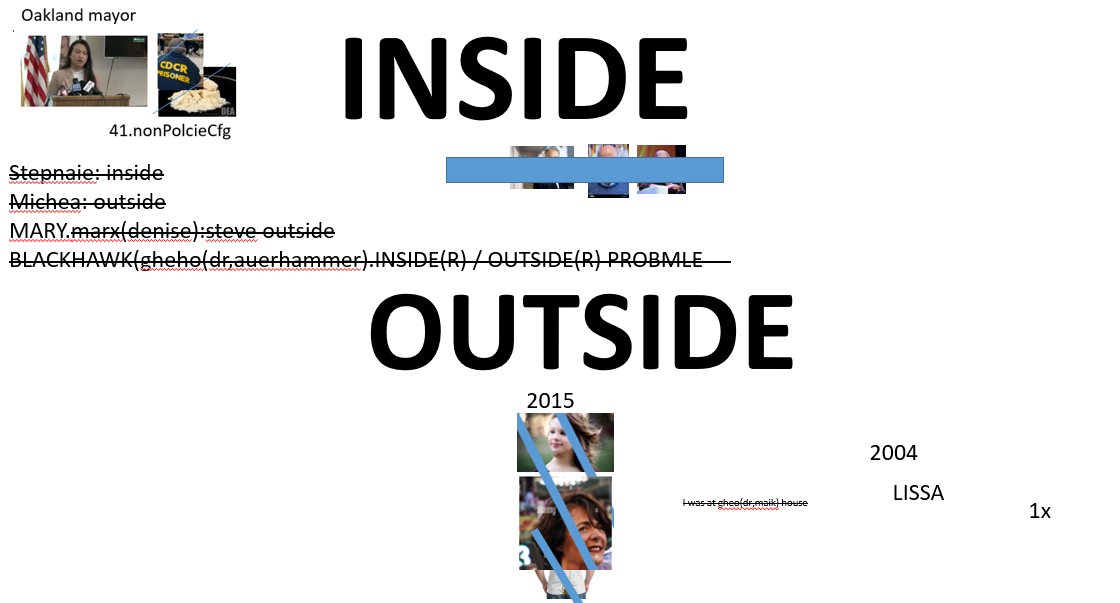 Oakland mayor
CDCR
PRISONER
DEA
41.nonPolcieCfg
INSIDE
Stepnaie: inside
Michea: outside
MARY.marx(denise):steve outside
BLACKHAWK(gheho(dr,auerhammer).INSIDE(R) / OUTSIDE(R) PROBMLE
OUTSIDE
2015
2004
LISSA
I was at gheo(dr,maik) house
1x
3